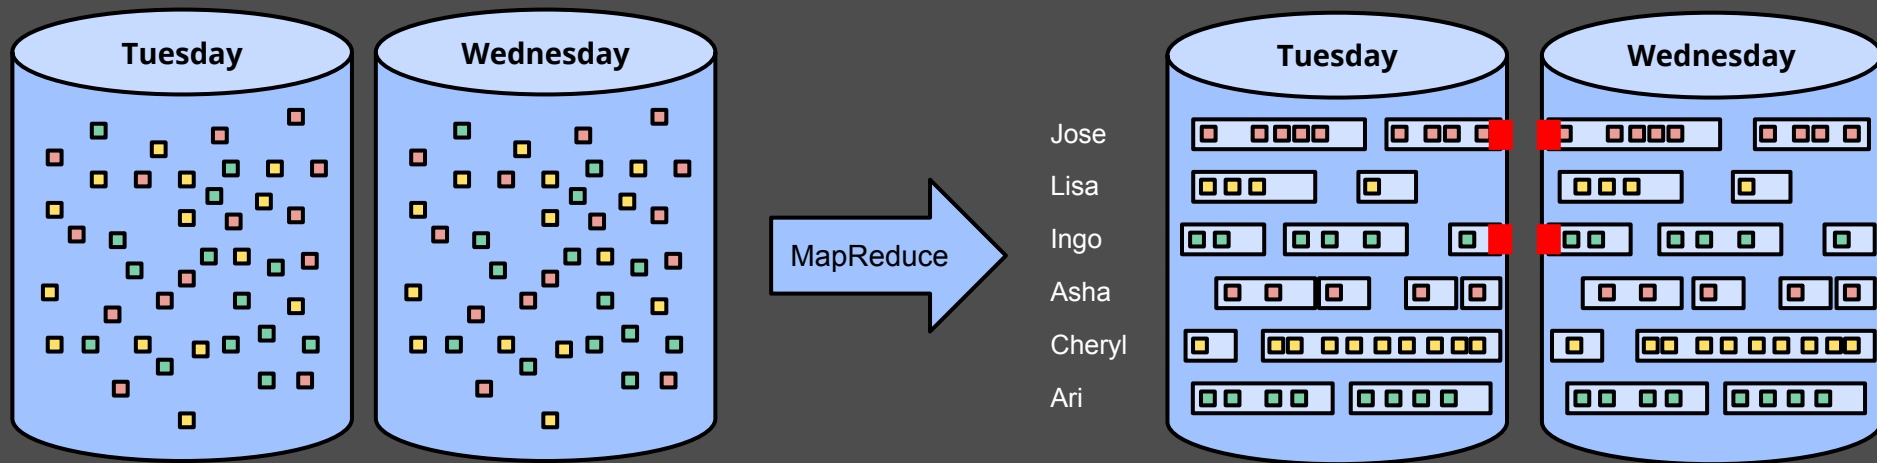 Tuesday
Wednesday
MapReduce
Jose
Lisa
Ingo
Asha
Cheryl
Ari
Tuesday
Wednesday